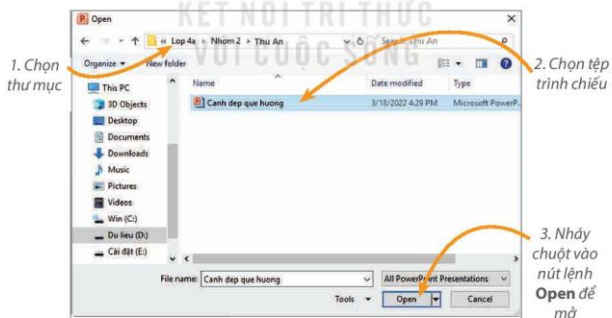 KẾT NỐI TRI THỨC
VỚI CUỘC SỐNG
Open
« Lop 4a › Nhom 2 › Thu An
Search Thu An
Organize
New folder
This PC
3D Objects
Desktop
Documents
Downloads
Music
Pictures
Videos
Win (C:)
Du lieu (D:)
Cài đặt (E:)
Name Date modified Type
Canh dep que huong 3/18/2022 4:29 PM Microsoft PowerP..
File name: Canh dep que huong
All PowerPoint Presentations
Tools
Open
Cancel
1. Chọn
thư mục
2. Chọn tệp
trình chiếu
3. Nháy
chuột vào
nút lệnh
Open để
mở